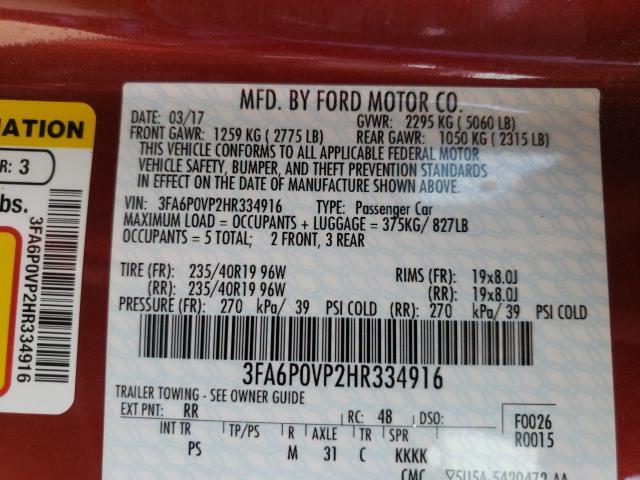 MFD. BY FORD MOTOR CO.
DATE: 03/17 GVWR: 2295 KG ( 5060 LB)
FRONT GAWR: 1259 KG ( 2775 LB) REAR GAWR: 1050 KG ( 2315 LB)
THIS VEHICLE CONFORMS TO ALL APPLICABLE FEDERAL MOTOR
VEHICLE SAFETY, BUMPER, AND THEFT PREVENTION STANDARDS
IN EFFECT ON THE DATE OF MANUFACTURE SHOWN ABOVE.
VIN: 3FA6P0VP2HR334916 TYPE: Passenger Car
MAXIMUM LOAD = OCCUPANTS + LUGGAGE = 375KG/ 827LB
OCCUPANTS = 5 TOTAL; 2 FRONT, 3 REAR
TIRE (FR): 235/40R19 96W RIMS (FR): 19x8.0J
(RR): 235/40R19 96W (RR): 19x8.0J
PRESSURE (FR): 270 kPa/ 39 PSI COLD (RR): 270 kPa/ 39 PSI COLD
3FA6P0VP2HR334916
TRAILER TOWING - SEE OWNER GUIDE
EXT PNT: RR RC: 48 DSO: F0026
R0015
INT TR TP/PS R AXLE TR SPR
PS M 31 C KKKK
CMC
MATION
R: 3
bs.
3FA6P0VP2HR334916